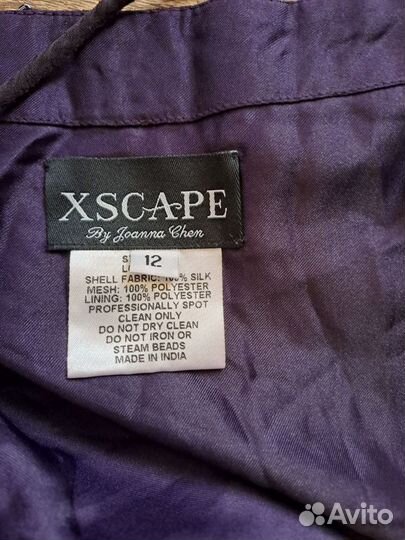 XSCAPE
By Joanna Chen
12
SHELL FABRIC: 100% SILK
MESH: 100% POLYESTER
LINING: 100% POLYESTER
PROFESSIONALLY SPOT
CLEAN ONLY
DO NOT DRY CLEAN
DO NOT IRON OR
STEAM BEADS
MADE IN INDIA
Avito